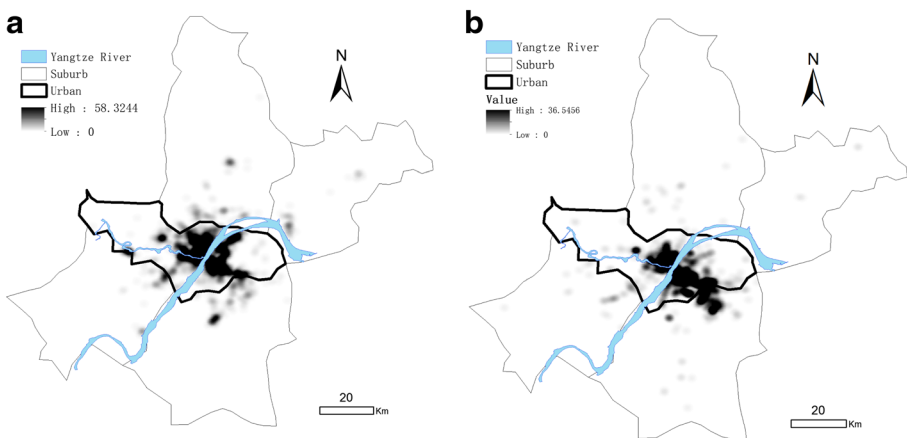 a
Yangtze River
Suburb
Urban
High : 58.3244
Low : 0
N
20
Km
b
Yangtze River
Suburb
Urban
Value
High : 36.5456
Low : 0
N
20
Km